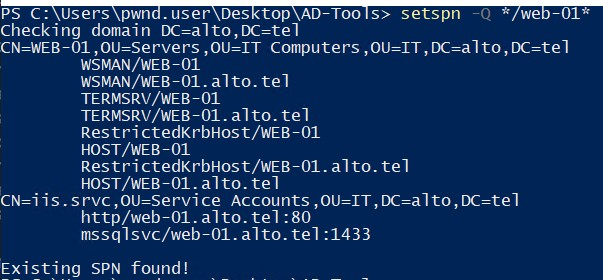 PS C:\Users\pwnd.user\Desktop\AD-Tools> setspn -Q */web-01*
Checking domain DC=alto,DC=tel
CN=WEB-01,OU=Servers,OU=IT Computers,OU=IT,DC=alto,DC=tel
WSMAN/WEB-01
WSMAN/WEB-01.alto.tel
TERMSRV/WEB-01
TERMSRV/WEB-01.alto.tel
RestrictedKrbHost/WEB-01
HOST/WEB-01
RestrictedKrbHost/WEB-01.alto.tel
HOST/WEB-01.alto.tel
CN=iis.srvc,OU=Service Accounts,OU=IT,DC=alto,DC=tel
http/web-01.alto.tel:80
mssqlsvc/web-01.alto.tel:1433
Existing SPN found!